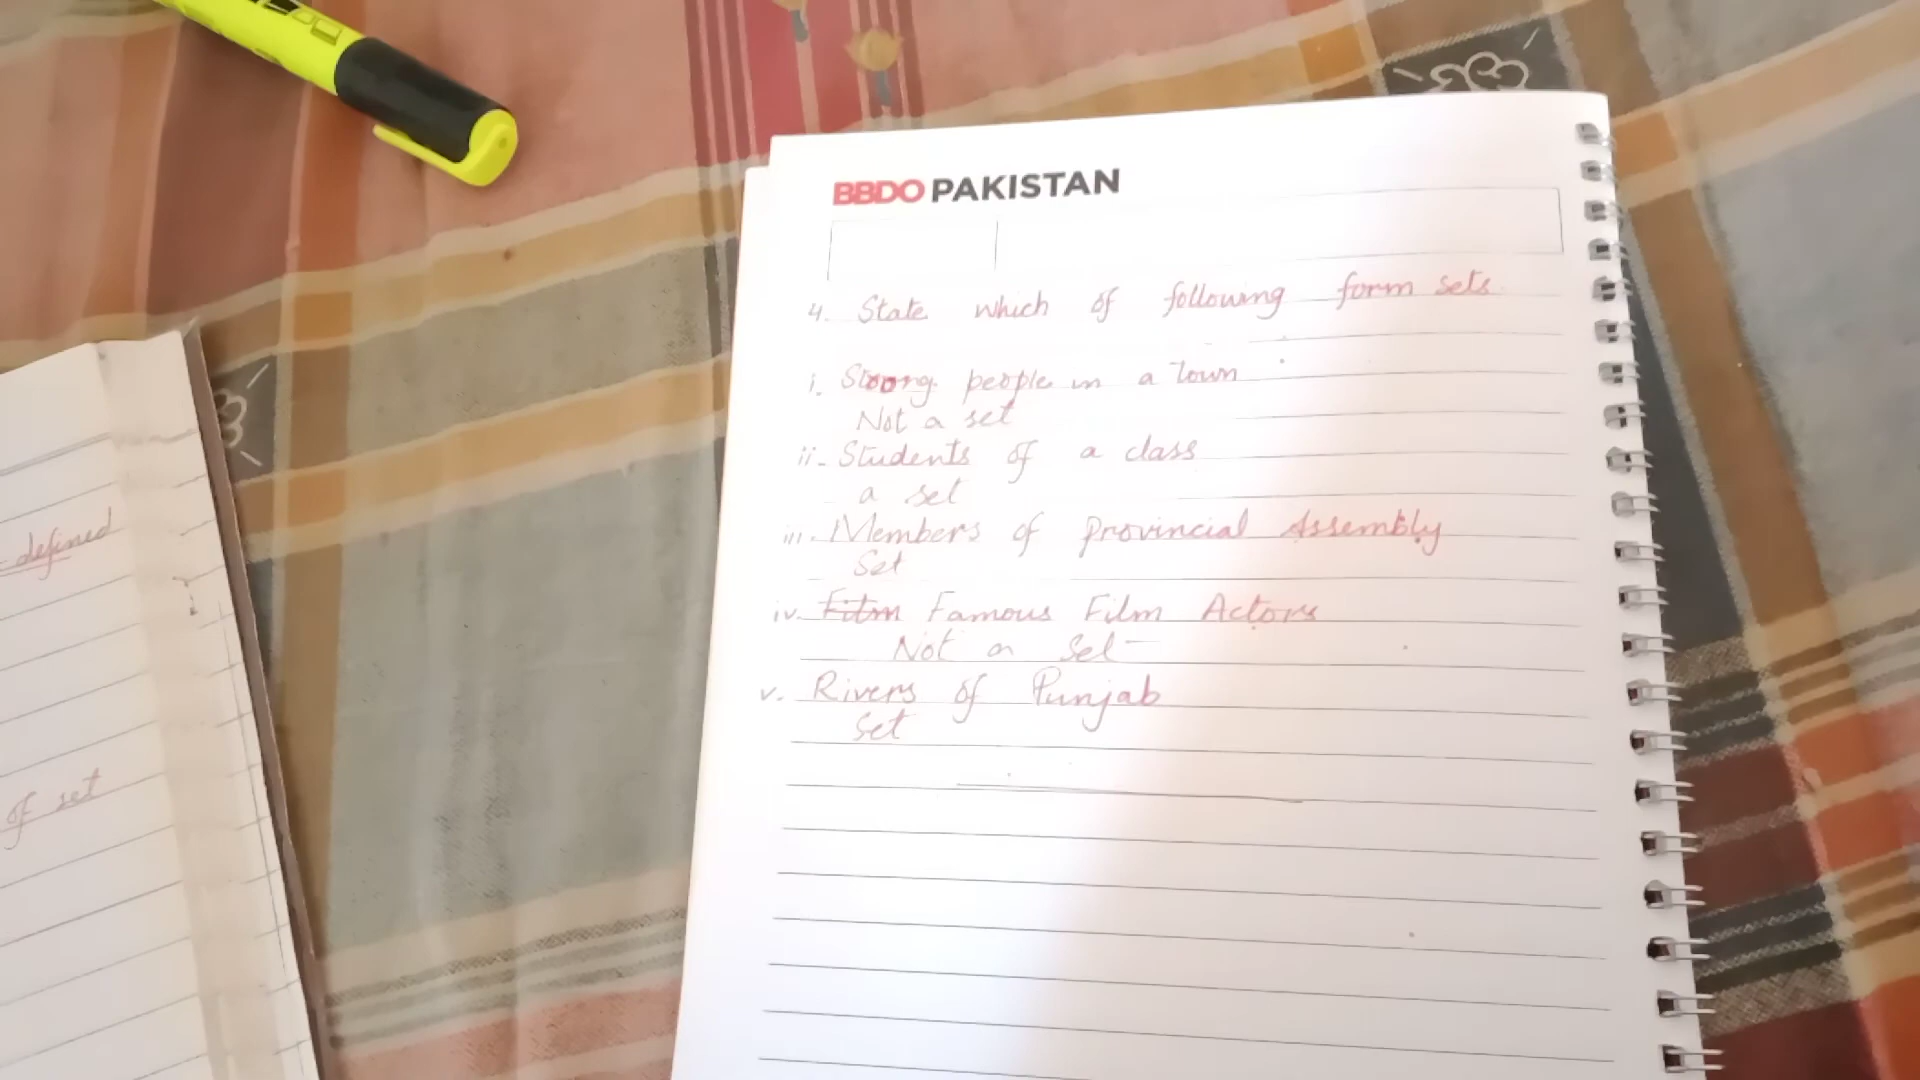 BBDO PAKISTAN
4. State which of following form sets
i. Strong people in a town
Not a set
ii. Students of a class
a set
iii. Members of Provincial Assembly
Set
iv. Film Famous Film Actors
Not a Set
v. Rivers of Punjab
Set
defined
of set